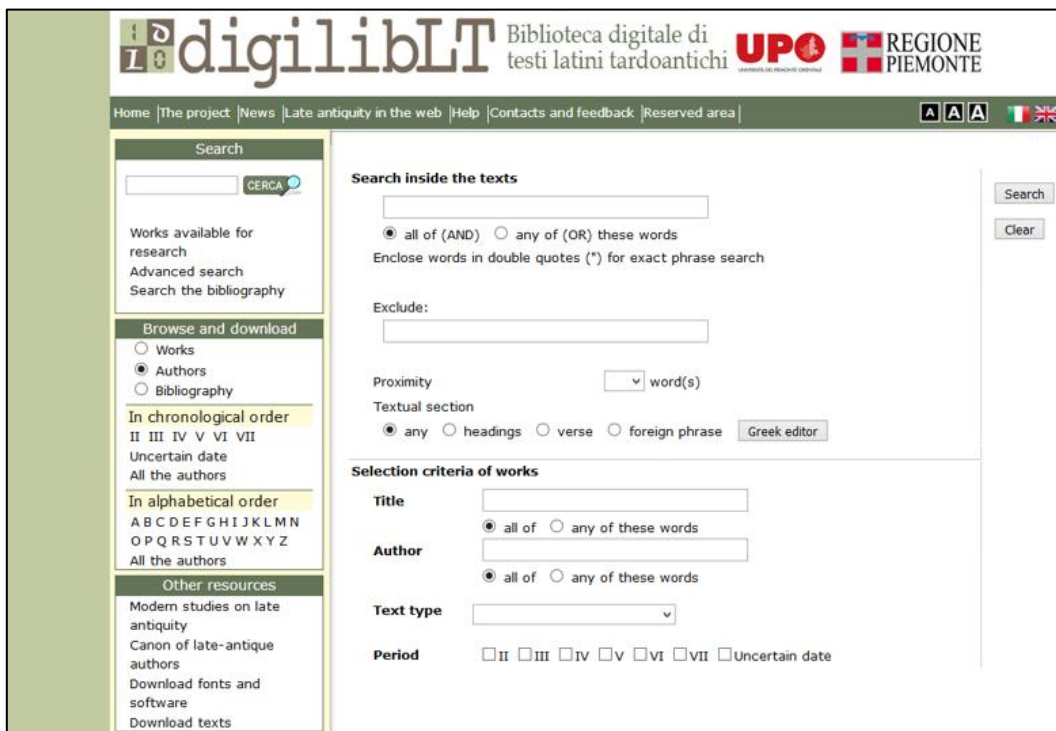 digilibLT
Biblioteca digitale di
testi latini tardoantichi
UPO
REGIONE
PIEMONTE
Home |The project |News |Late antiquity in the web |Help |Contacts and feedback |Reserved area |
A A A
Search
CERCA
Works available for
research
Advanced search
Search the bibliography
Browse and download
Works
Authors
Bibliography
In chronological order
II III IV V VI VII
Uncertain date
All the authors
In alphabetical order
A B C D E F G H I J K L M N
O P Q R S T U V W X Y Z
All the authors
Other resources
Modern studies on late
antiquity
Canon of late-antique
authors
Download fonts and
software
Download texts
Search inside the texts
all of (AND) any of (OR) these words
Enclose words in double quotes (") for exact phrase search
Exclude:
Proximity word(s)
Textual section
any headings verse foreign phrase Greek editor
Selection criteria of works
Title
all of any of these words
Author
all of any of these words
Text type
Period II III IV V VI VII Uncertain date
Search
Clear